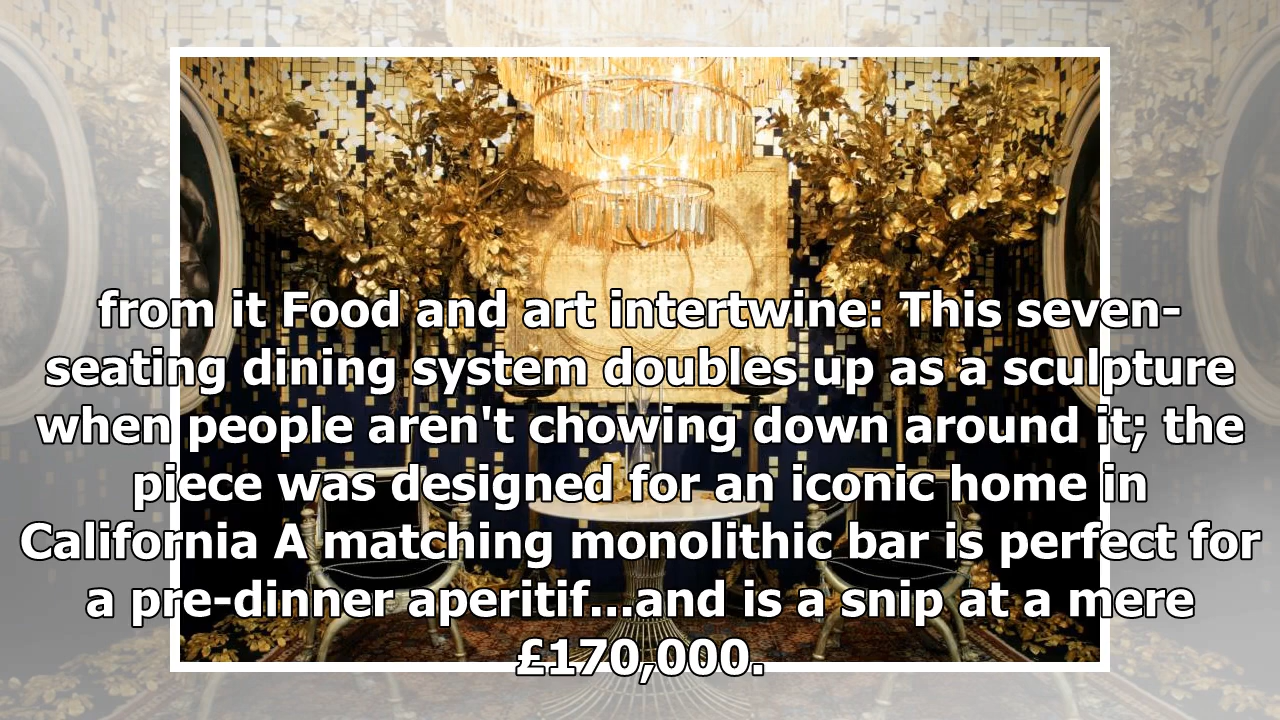 from it Food and art intertwine: This seven-
seating dining system doubles up as a sculpture
when people aren't chowing down around it; the
piece was designed for an iconic home in
California A matching monolithic bar is perfect for
a pre-dinner aperitif...and is a snip at a mere
£170,000.